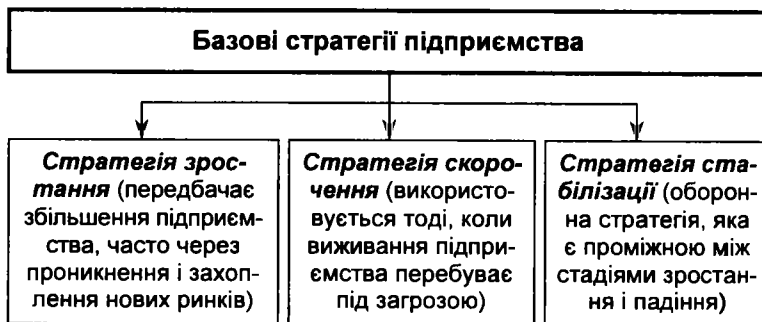 Базові стратегії підприємства
Стратегія зрос-
тання (передбачає
збільшення підприєм-
ства, часто через
проникнення і захоп-
лення нових ринків)
Стратегія скоро-
чення (використо-
вується тоді, коли
виживання підпри-
ємства перебуває
під загрозою)
Стратегія ста-
білізації (оборон-
на стратегія, яка
є проміжною між
стадіями зростан-
ня і падіння)